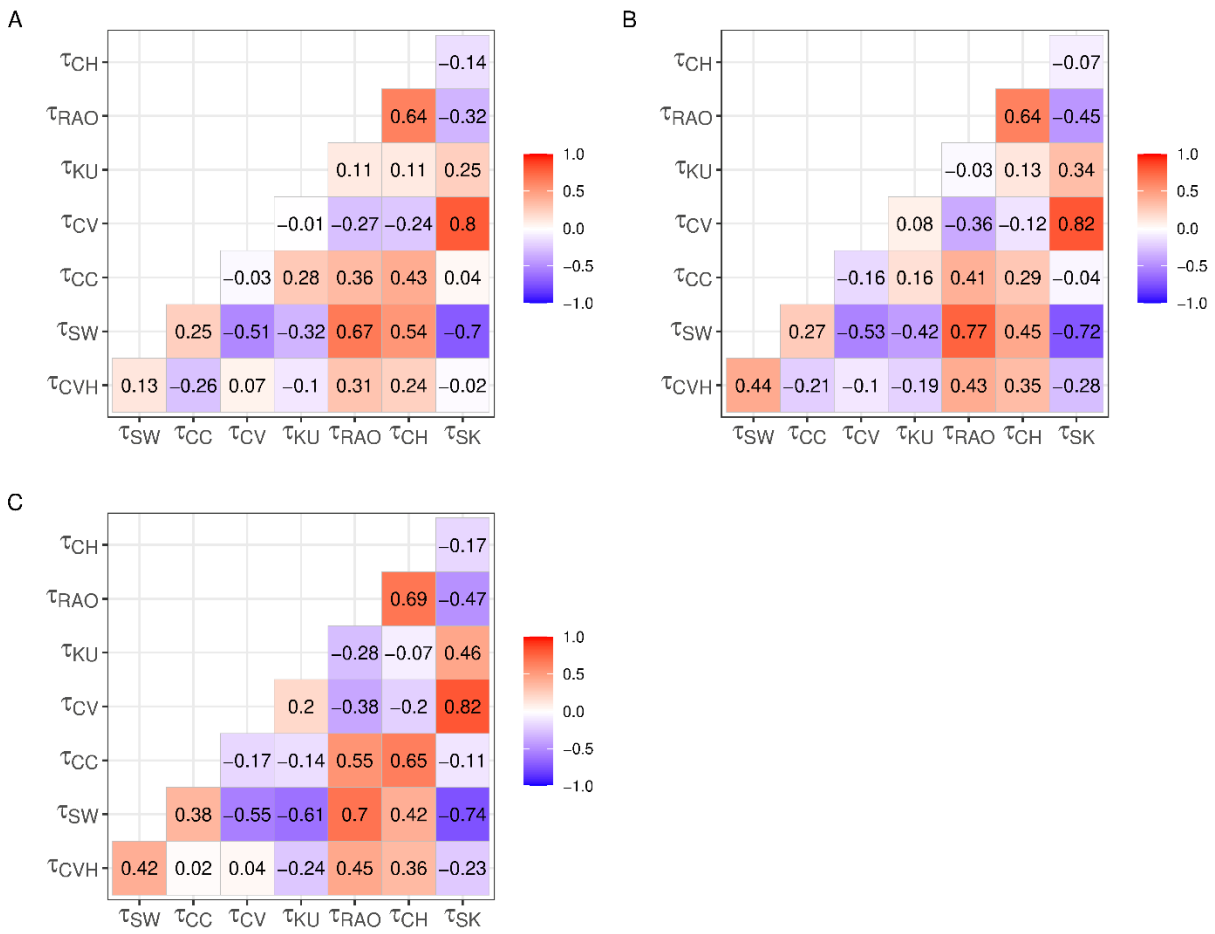 A
τCH −0.14
τRAO 0.64 −0.32
τKU 0.11 0.11 0.25
τCV −0.01 −0.27 −0.24 0.8
τCC −0.03 0.28 0.36 0.43 0.04
τSW 0.25 −0.51 −0.32 0.67 0.54 −0.7
τCVH 0.13 −0.26 0.07 −0.1 0.31 0.24 −0.02
τSW τCC τCV τKU τRAO τCH τSK
1.0
0.5
0.0
−0.5
−1.0
B
τCH −0.07
τRAO 0.64 −0.45
τKU −0.03 0.13 0.34
τCV 0.08 −0.36 −0.12 0.82
τCC −0.16 0.16 0.41 0.29 −0.04
τSW 0.27 −0.53 −0.42 0.77 0.45 −0.72
τCVH 0.44 −0.21 −0.1 −0.19 0.43 0.35 −0.28
τSW τCC τCV τKU τRAO τCH τSK
1.0
0.5
0.0
−0.5
−1.0
C
τCH −0.17
τRAO 0.69 −0.47
τKU −0.28 −0.07 0.46
τCV 0.2 −0.38 −0.2 0.82
τCC −0.17 −0.14 0.55 0.65 −0.11
τSW 0.38 −0.55 −0.61 0.7 0.42 −0.74
τCVH 0.42 0.02 0.04 −0.24 0.45 0.36 −0.23
τSW τCC τCV τKU τRAO τCH τSK
1.0
0.5
0.0
−0.5
−1.0